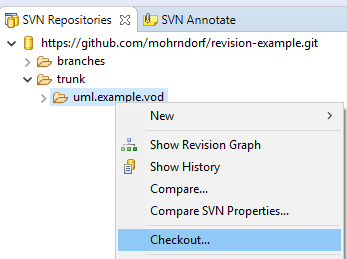 SVN Repositories SVN Annotate
https://github.com/mohrndorf/revision-example.git
branches
trunk
uml.example.vod
New
Show Revision Graph
Show History
Compare...
Compare SVN Properties...
Checkout...